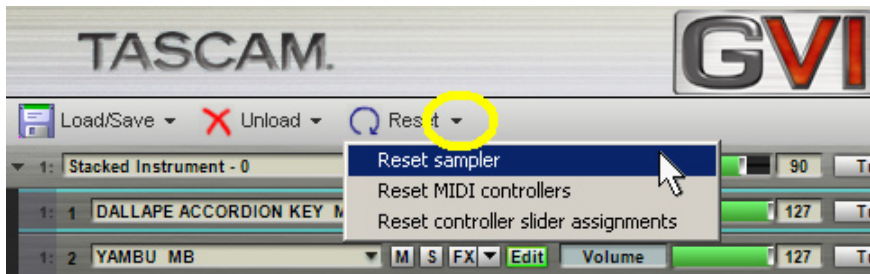 TASCAM. GVI
Load/Save Unload Reset
1: Stacked Instrument - 0 90
Reset sampler
Reset MIDI controllers
Reset controller slider assignments
1: 1 DALLAPE ACCORDION KEY 127
1: 2 YAMBU MB M S FX Edit Volume 127